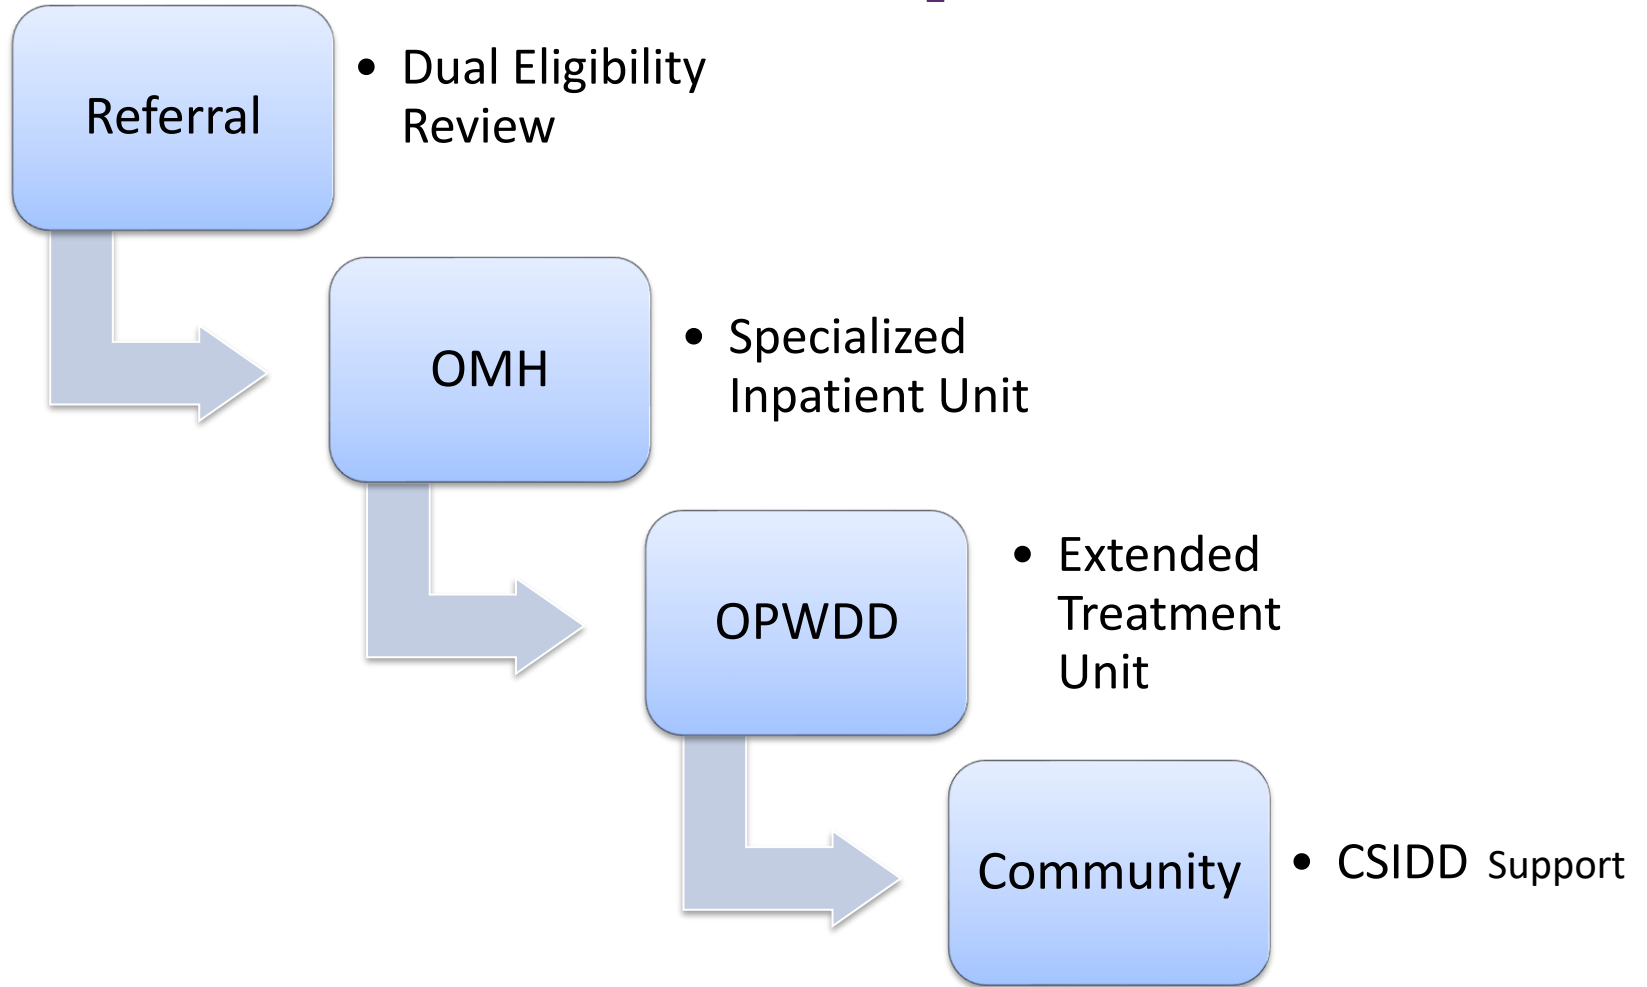 Referral
• Dual Eligibility
Review
OMH
• Specialized
Inpatient Unit
OPWDD
• Extended
Treatment
Unit
Community
• CSIDD Support